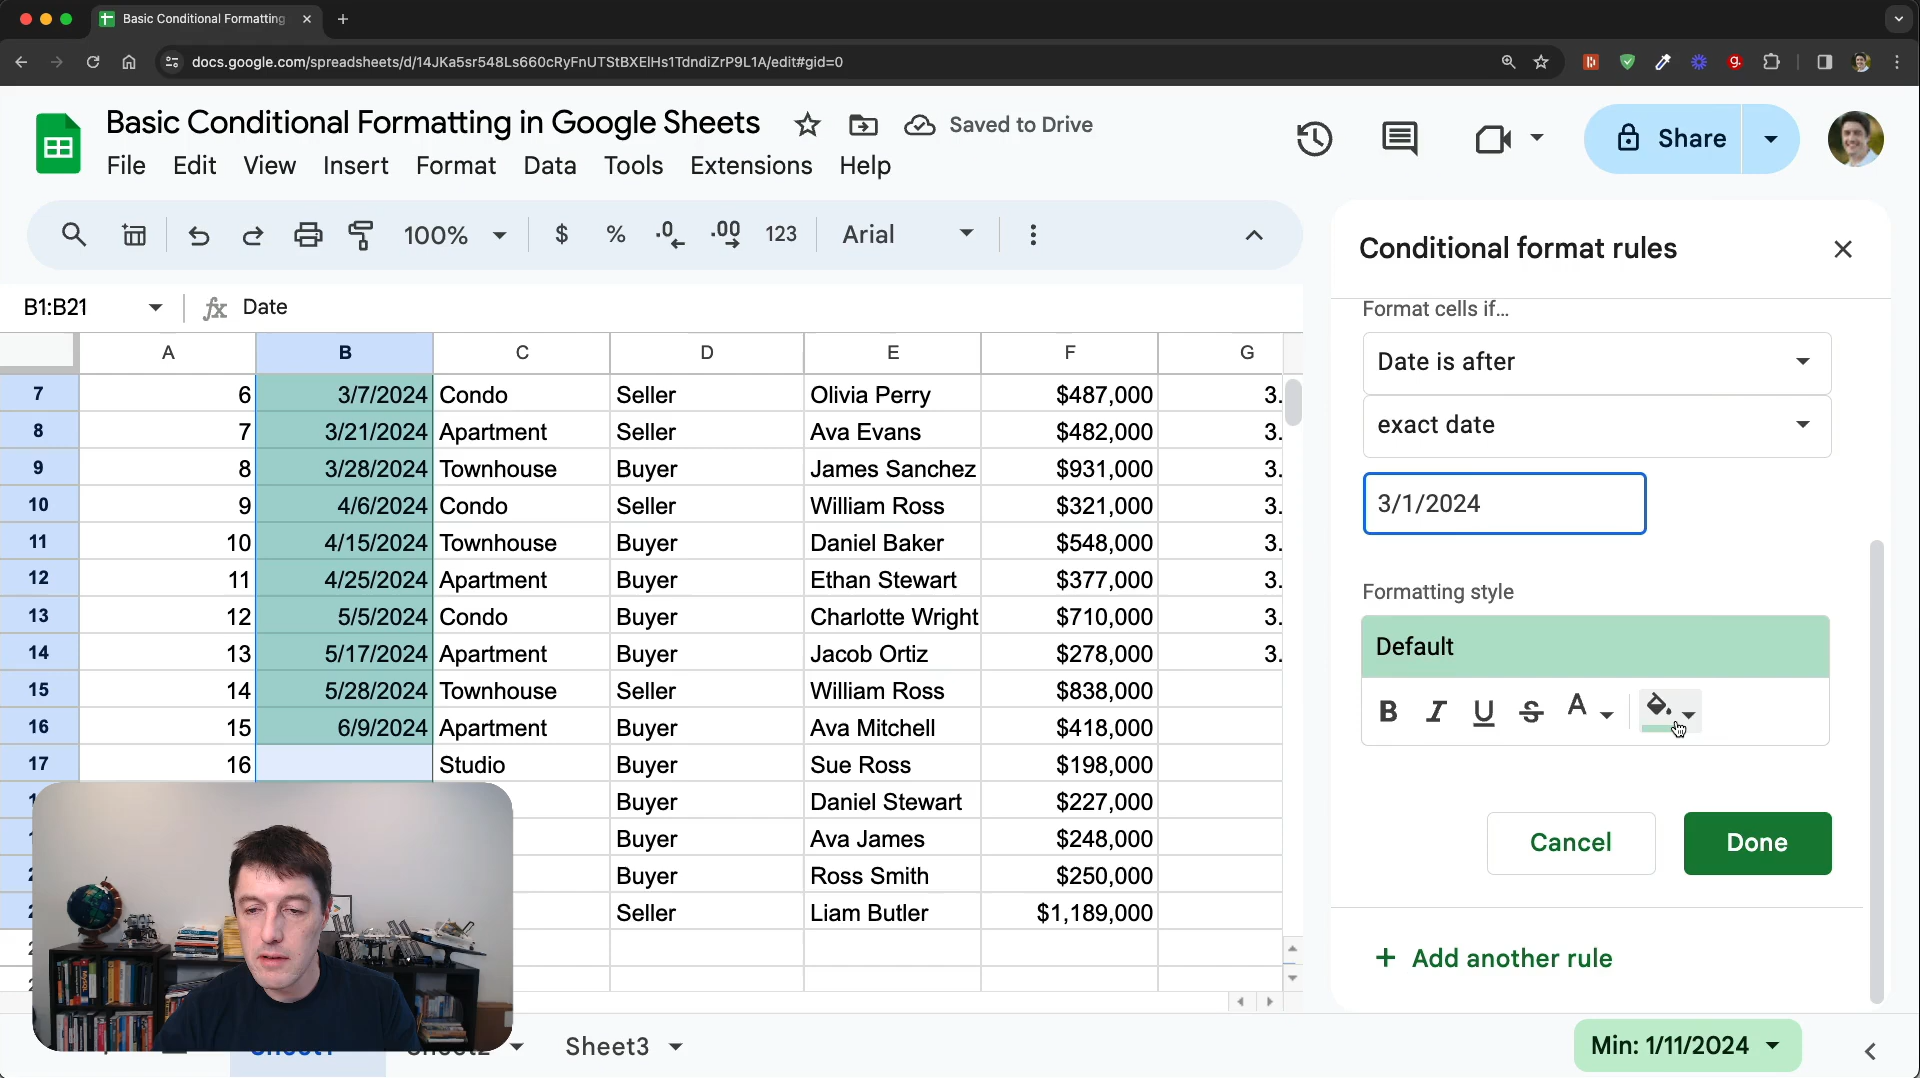 Basic Conditional Formatting
docs.google.com/spreadsheets/d/14JKa5sr548Ls660cRyFnUTStBXElHs1TdndiZrP9L1A/edit#gid=0
Basic Conditional Formatting in Google Sheets
Saved to Drive
File Edit View Insert Format Data Tools Extensions Help
Share
100% $ % .0 .00 123 Arial
B1:B21 fx Date
A B C D E F G
7 6 3/7/2024 Condo Seller Olivia Perry $487,000 3.
8 7 3/21/2024 Apartment Seller Ava Evans $482,000 3.
9 8 3/28/2024 Townhouse Buyer James Sanchez $931,000 3.
10 9 4/6/2024 Condo Seller William Ross $321,000 3.
11 10 4/15/2024 Townhouse Buyer Daniel Baker $548,000 3.
12 11 4/25/2024 Apartment Buyer Ethan Stewart $377,000 3.
13 12 5/5/2024 Condo Buyer Charlotte Wright $710,000 3.
14 13 5/17/2024 Apartment Buyer Jacob Ortiz $278,000 3.
15 14 5/28/2024 Townhouse Seller William Ross $838,000
16 15 6/9/2024 Apartment Buyer Ava Mitchell $418,000
17 16 Studio Buyer Sue Ross $198,000
Buyer Daniel Stewart $227,000
Buyer Ava James $248,000
Buyer Ross Smith $250,000
Seller Liam Butler $1,189,000
Sheet3
Min: 1/11/2024
Conditional format rules
Format cells if…
Date is after
exact date
3/1/2024
Formatting style
Default
B I U S A
Cancel Done
+ Add another rule